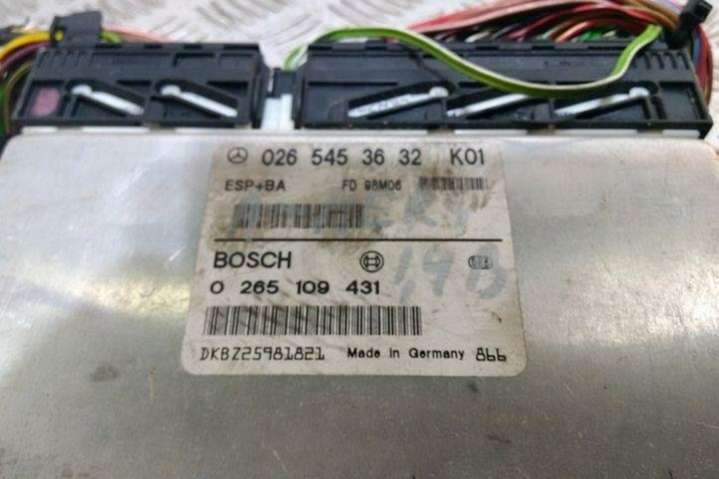 026 545 36 32 K01
ESP+BA FD 98M06
BOSCH
0 265 109 431
DKBZ25981821 Made in Germany 866